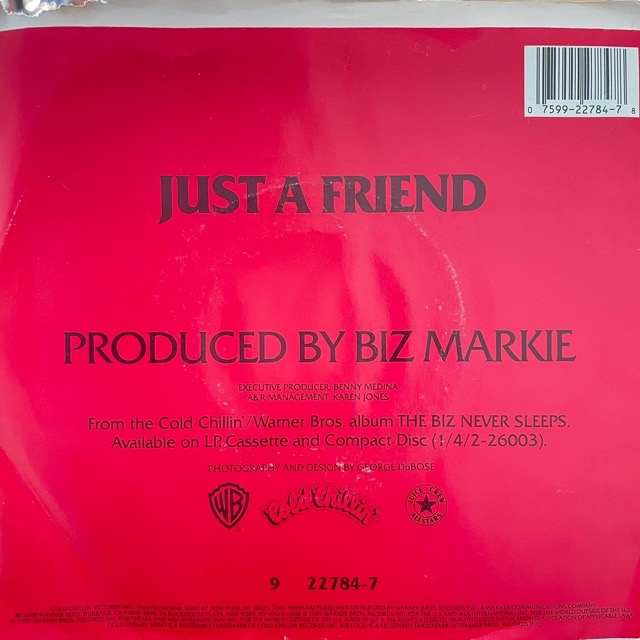 0 7599-22784-7 8
JUST A FRIEND
PRODUCED BY BIZ MARKIE
EXECUTIVE PRODUCER: BENNY MEDINA
A&R MANAGEMENT: KAREN JONES
From the Cold Chillin'/Warner Bros. album THE BIZ NEVER SLEEPS.
Available on LP, Cassette and Compact Disc (1/4/2-26003).
PHOTOGRAPHY AND DESIGN BY GEORGE DuBOSE
WB
Cold Chillin'
JUICE CREW
ALLSTARS
9 22784-7